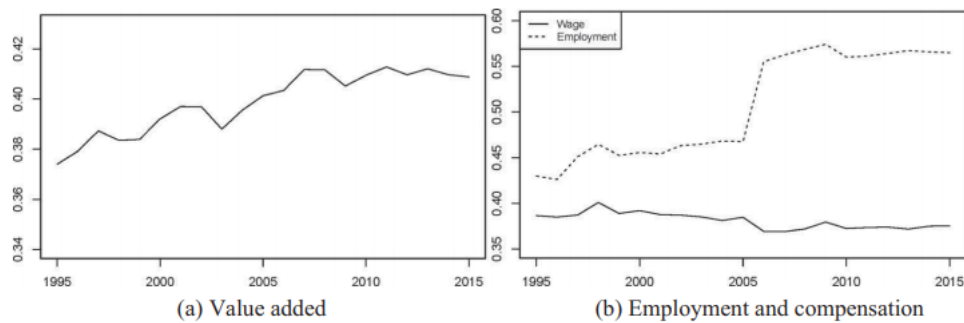 0.42
0.40
0.38
0.36
0.34
1995 2000 2005 2010 2015
(a) Value added
Wage
Employment
0.60
0.55
0.50
0.45
0.40
0.35
1995 2000 2005 2010 2015
(b) Employment and compensation